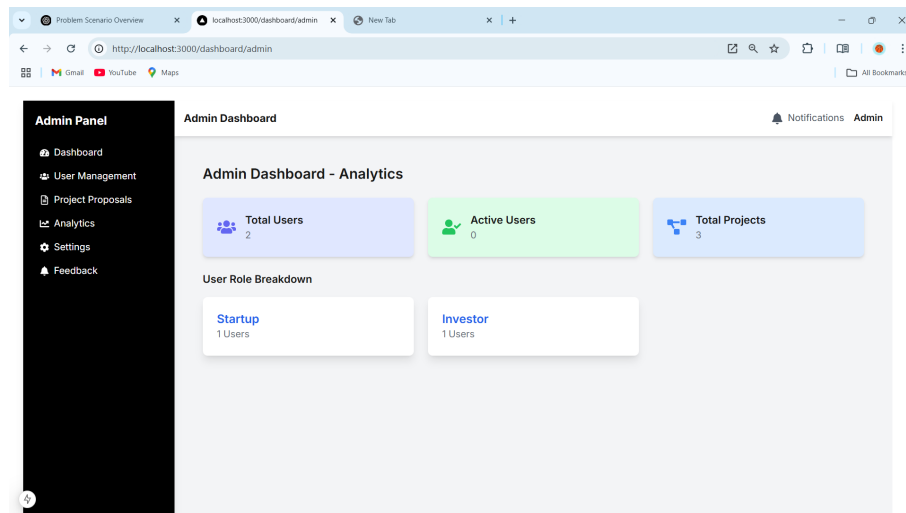 Problem Scenario Overview
localhost:3000/dashboard/admin
New Tab
http://localhost:3000/dashboard/admin
Gmail
YouTube
Maps
All Bookmarks
Admin Panel
Dashboard
User Management
Project Proposals
Analytics
Settings
Feedback
Admin Dashboard
Notifications
Admin
Admin Dashboard - Analytics
Total Users
2
Active Users
0
Total Projects
3
User Role Breakdown
Startup
1 Users
Investor
1 Users